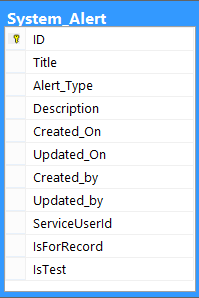 System_Alert
ID
Title
Alert_Type
Description
Created_On
Updated_On
Created_by
Updated_by
ServiceUserId
IsForRecord
IsTest